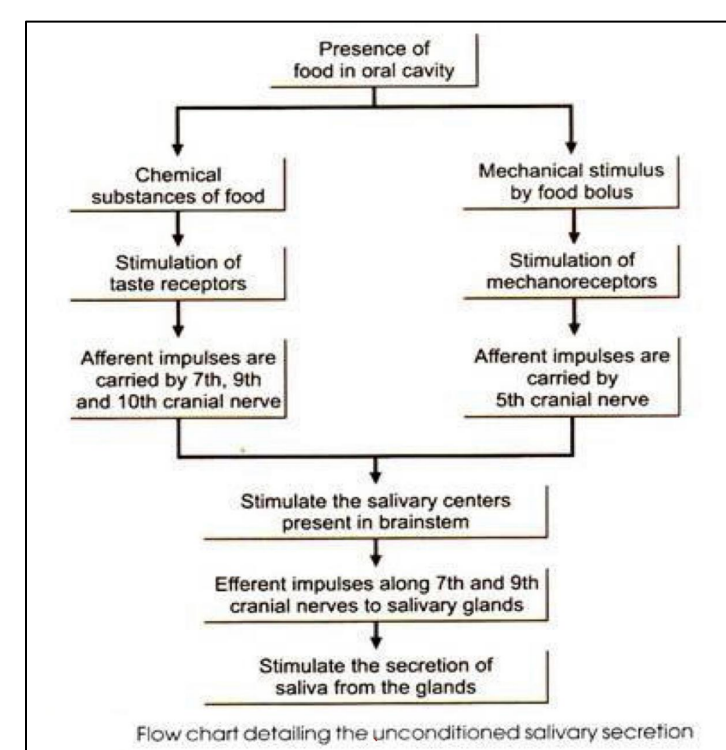 Presence of
food in oral cavity
Chemical
substances of food
Mechanical stimulus
by food bolus
Stimulation of
taste receptors
Stimulation of
mechanoreceptors
Afferent impulses are
carried by 7th, 9th
and 10th cranial nerve
Afferent impulses are
carried by
5th cranial nerve
Stimulate the salivary centers
present in brainstem
Efferent impulses along 7th and 9th
cranial nerves to salivary glands
Stimulate the secretion of
saliva from the glands
Flow chart detailing the unconditioned salivary secretion